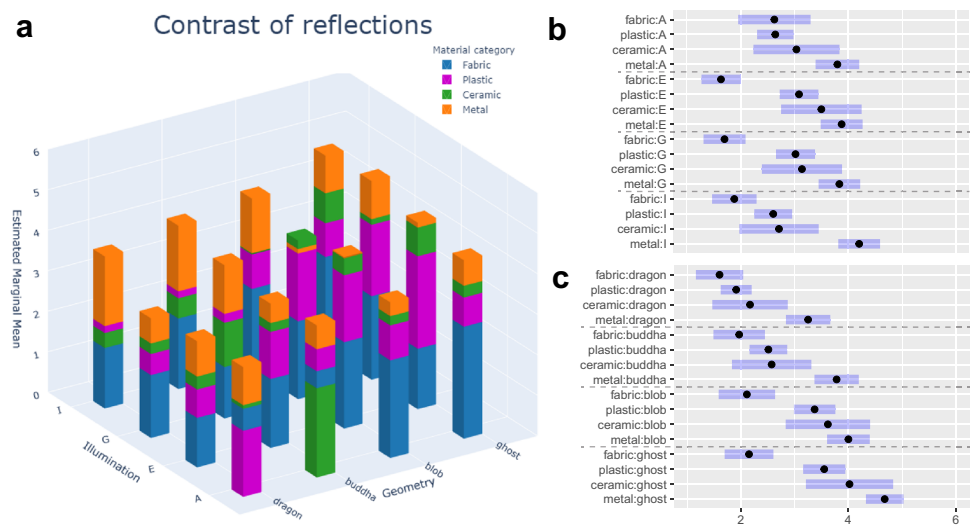 a
Contrast of reflections
Material category
Fabric
Plastic
Ceramic
Metal
6
5
4
3
2
1
0
Estimated Marginal Mean
I
G
E
A
Illumination
dragon
buddha
blob
ghost
Geometry
b
fabric:A
plastic:A
ceramic:A
metal:A
fabric:E
plastic:E
ceramic:E
metal:E
fabric:G
plastic:G
ceramic:G
metal:G
fabric:I
plastic:I
ceramic:I
metal:I
c
fabric:dragon
plastic:dragon
ceramic:dragon
metal:dragon
fabric:buddha
plastic:buddha
ceramic:buddha
metal:buddha
fabric:blob
plastic:blob
ceramic:blob
metal:blob
fabric:ghost
plastic:ghost
ceramic:ghost
metal:ghost
2 4 6